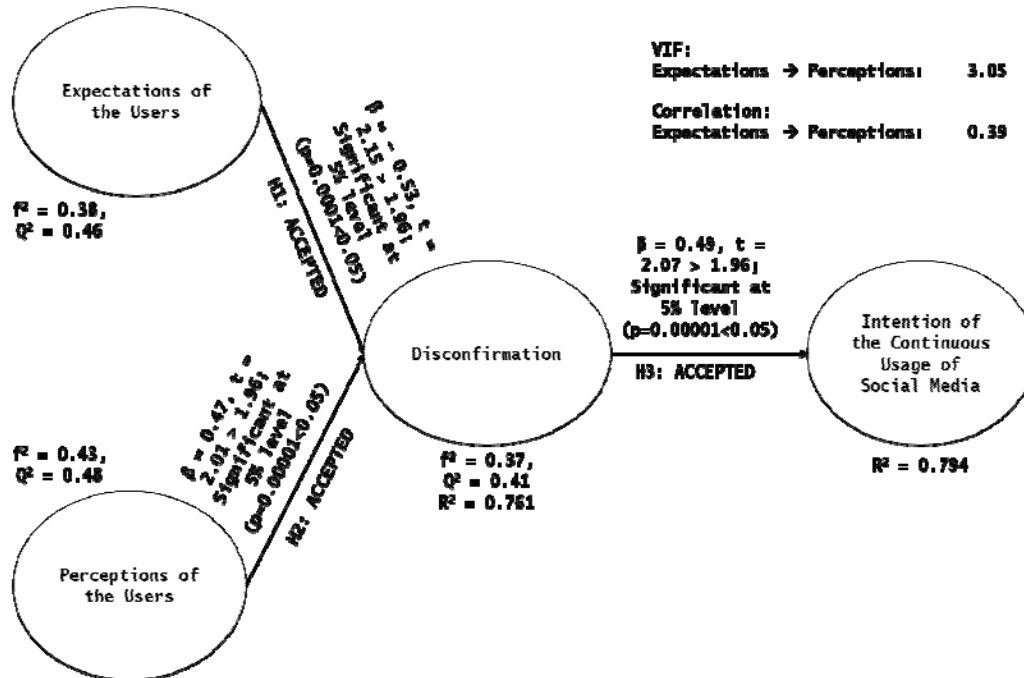 VIF:
Expectations → Perceptions: 3.05
Correlation:
Expectations → Perceptions: 0.39
Expectations of
the Users
f² = 0.38,
Q² = 0.46
β = - 0.53, t =
2.15 > 1.96;
Significant at
5% level
(p=0.0001<0.05)
H1: ACCEPTED
β = 0.49, t =
2.07 > 1.96;
Significant at
5% level
(p=0.00001<0.05)
H3: ACCEPTED
Intention of
the Continuous
Usage of
Social Media
R² = 0.794
Disconfirmation
f² = 0.37,
Q² = 0.41
R² = 0.761
β = 0.47, t =
2.01 > 1.96;
Significant at
5% level
(p=0.00001<0.05)
H2: ACCEPTED
f² = 0.43,
Q² = 0.48
Perceptions of
the Users